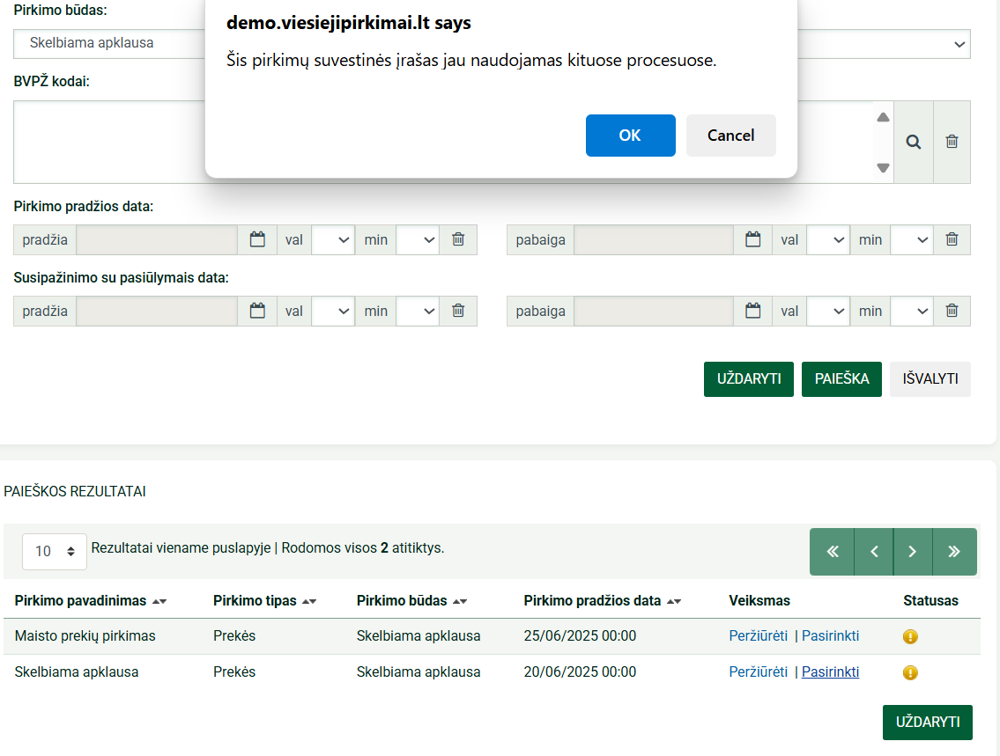 Pirkimo būdas:
demo.viesiejipirkimai.lt says
Šis pirkimų suvestinės įrašas jau naudojamas kituose procesuose.
OK Cancel
Skelbiama apklausa
BVPŽ kodai:
Pirkimo pradžios data:
pradžia val min pabaiga val min
Susipažinimo su pasiūlymais data:
pradžia val min pabaiga val min
UŽDARYTI PAIEŠKA IŠVALYTI
PAIEŠKOS REZULTATAI
10 Rezultatai viename puslapyje | Rodomos visos 2 atitiktys.
Pirkimo pavadinimas Pirkimo tipas Pirkimo būdas Pirkimo pradžios data Veiksmas Statusas
Maisto prekių pirkimas Prekės Skelbiama apklausa 25/06/2025 00:00 Peržiūrėti | Pasirinkti
Skelbiama apklausa Prekės Skelbiama apklausa 20/06/2025 00:00 Peržiūrėti | Pasirinkti
UŽDARYTI